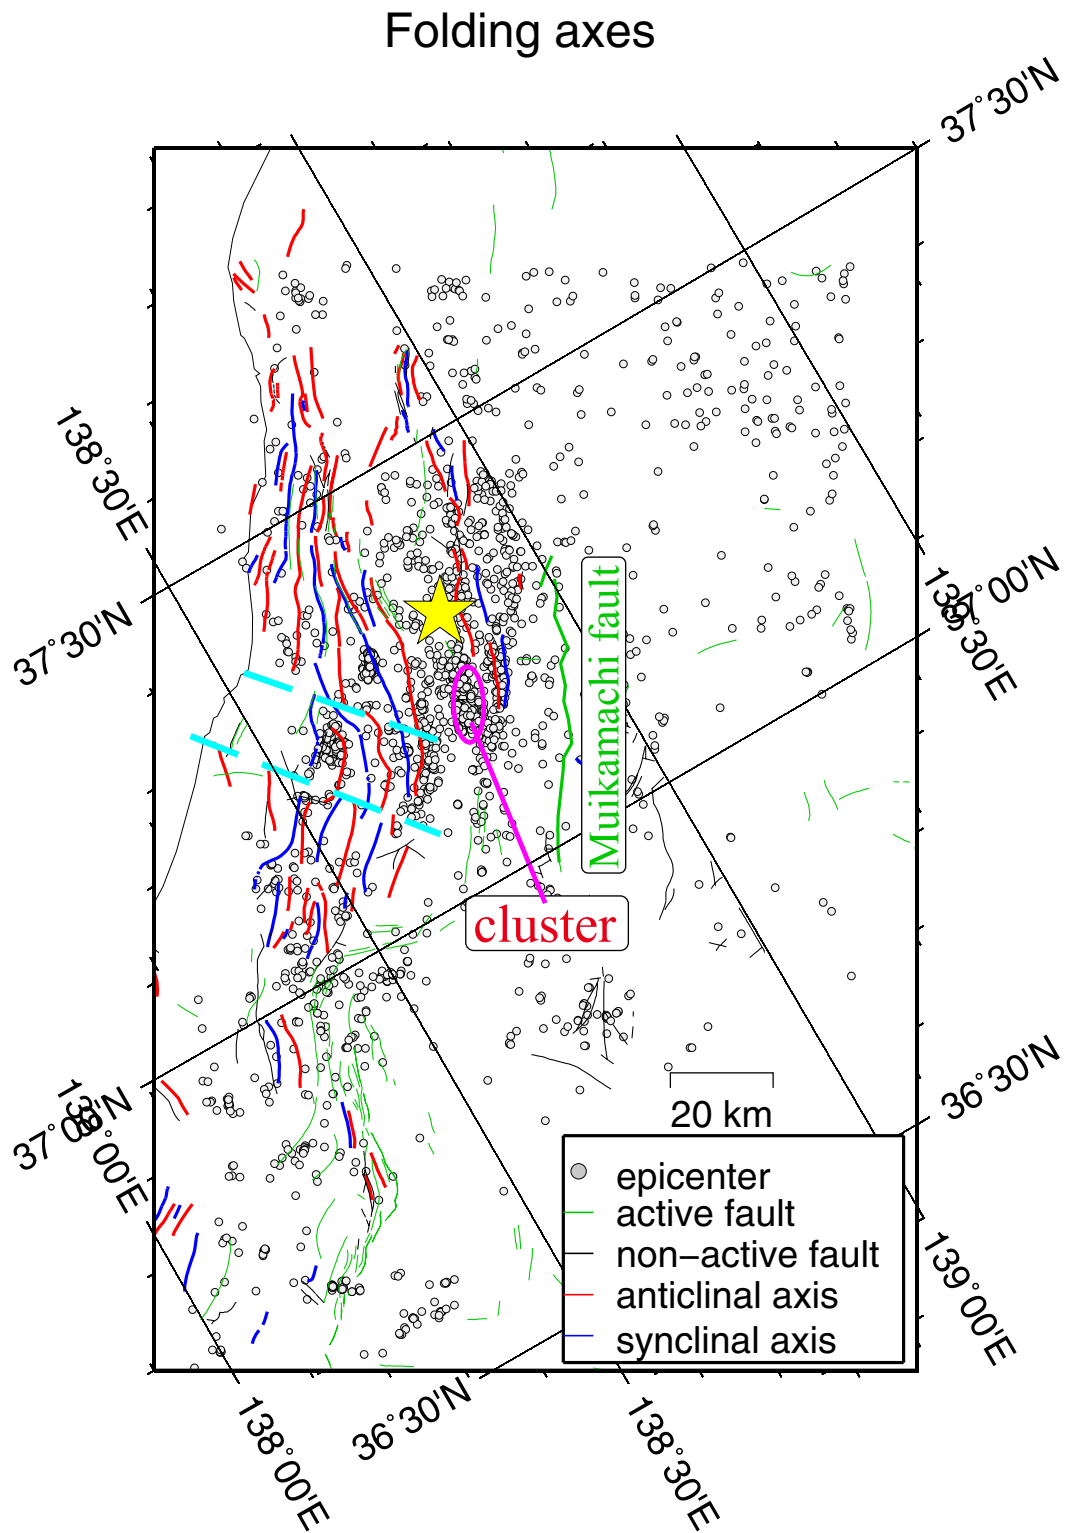 Folding axes
37°30'N
138°30'E
37°30'N
37°00'N
139°30'E
Muikamachi fault
cluster
20 km
37°00'N
138°00'E
36°30'N
epicenter
active fault
non-active fault
anticlinal axis
synclinal axis
139°00'E
138°00'E
36°30'N
138°30'E